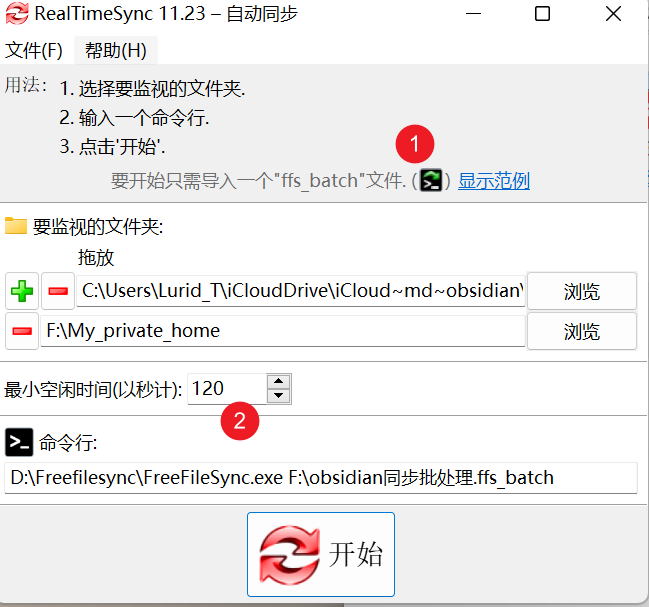 RealTimeSync 11.23 – 自动同步
文件(F) 帮助(H)
用法: 1. 选择要监视的文件夹.
2. 输入一个命令行.
3. 点击'开始'.
1
要开始只需导入一个"ffs_batch"文件. ( ) 显示范例
要监视的文件夹:
拖放
C:\Users\Lurid_T\iCloudDrive\iCloud~md~obsidian\ 浏览
F:\My_private_home 浏览
最小空闲时间(以秒计): 120
2
命令行:
D:\Freefilesync\FreeFileSync.exe F:\obsidian同步批处理.ffs_batch
开始